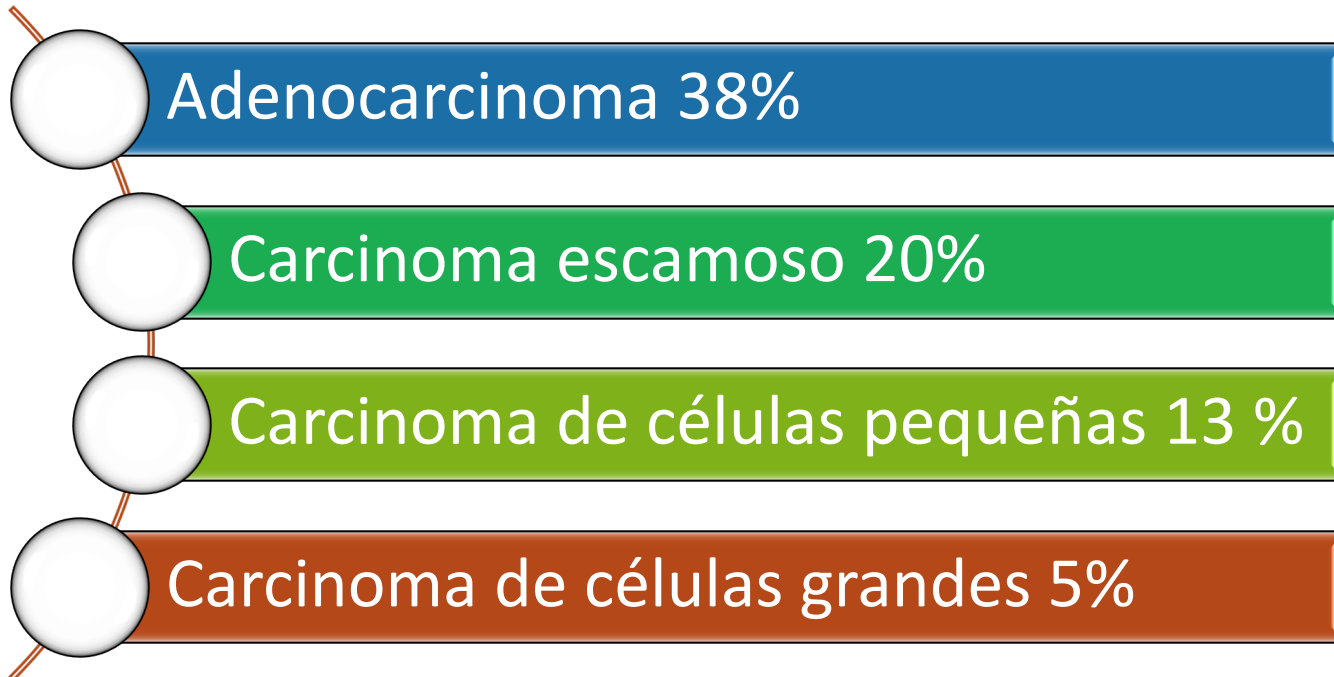 Adenocarcinoma 38%
Carcinoma escamoso 20%
Carcinoma de células pequeñas 13 %
Carcinoma de células grandes 5%